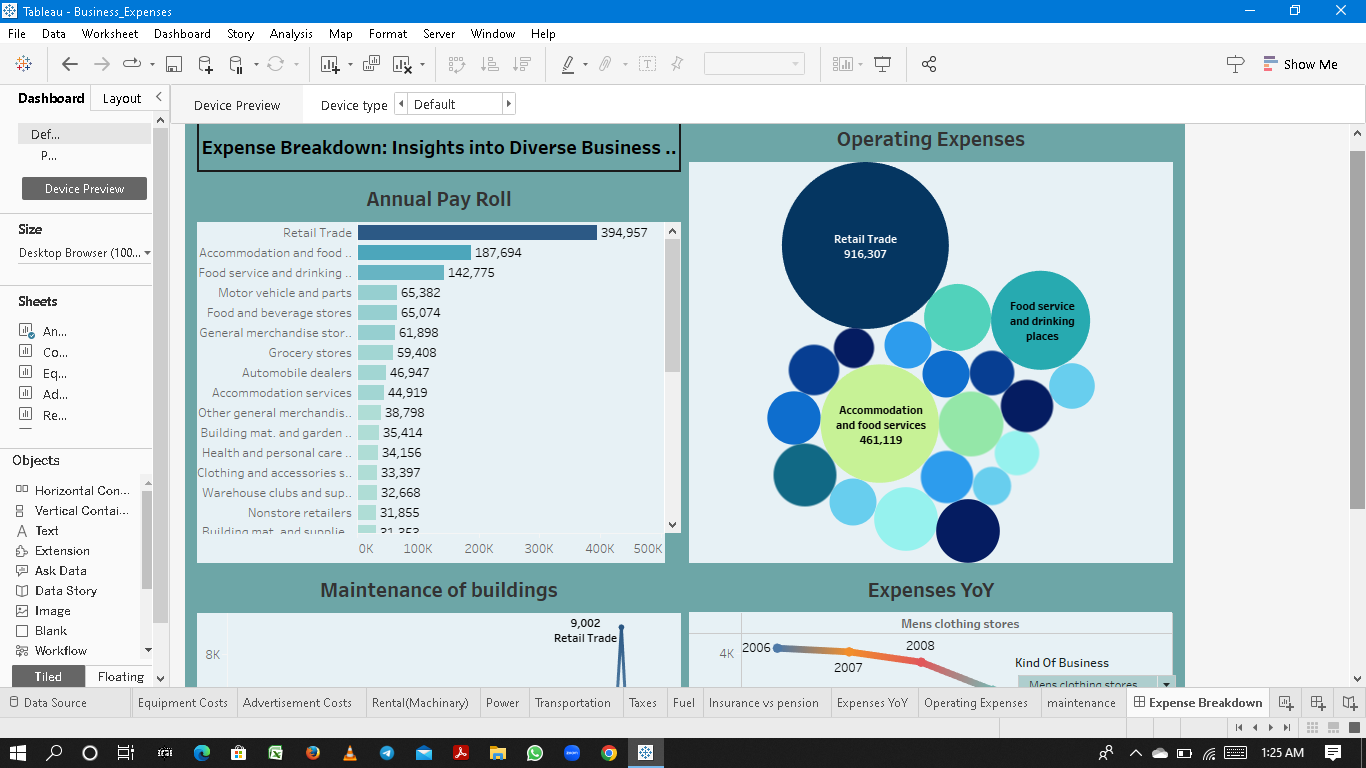 Tableau - Business_Expenses
File Data Worksheet Dashboard Story Analysis Map Format Server Window Help
Show Me
Dashboard Layout
Device Preview Device type Default
Def...
P...
Device Preview
Size
Desktop Browser (100...
Sheets
An...
Co...
Eq...
Ad...
Re...
Objects
Horizontal Con...
Vertical Contai...
Text
Extension
Ask Data
Data Story
Image
Blank
Workflow
Tiled Floating
Expense Breakdown: Insights into Diverse Business ..
Annual Pay Roll
Retail Trade 394,957
Accommodation and food .. 187,694
Food service and drinking .. 142,775
Motor vehicle and parts 65,382
Food and beverage stores 65,074
General merchandise stor.. 61,898
Grocery stores 59,408
Automobile dealers 46,947
Accommodation services 44,919
Other general merchandis.. 38,798
Building mat. and garden .. 35,414
Health and personal care .. 34,156
Clothing and accessories s.. 33,397
Warehouse clubs and sup.. 32,668
Nonstore retailers 31,855
Building mat. and supplie.. 31,353
0K 100K 200K 300K 400K 500K
Operating Expenses
Retail Trade
916,307
Food service
and drinking
places
Accommodation
and food services
461,119
Maintenance of buildings
9,002
Retail Trade
8K
Expenses YoY
Mens clothing stores
4K
2006
2007
2008
Kind Of Business
Mens clothing stores
Data Source Equipment Costs Advertisement Costs Rental(Machinary) Power Transportation Taxes Fuel Insurance vs pension Expenses YoY Operating Expenses maintenance Expense Breakdown
1:25 AM